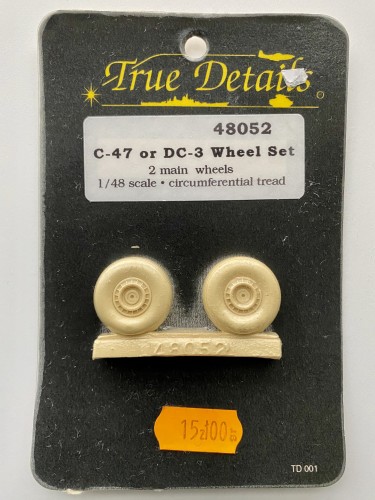 True Details
48052
C-47 or DC-3 Wheel Set
2 main wheels
1/48 scale • circumferential tread
48052
15zł00gr
TD 001